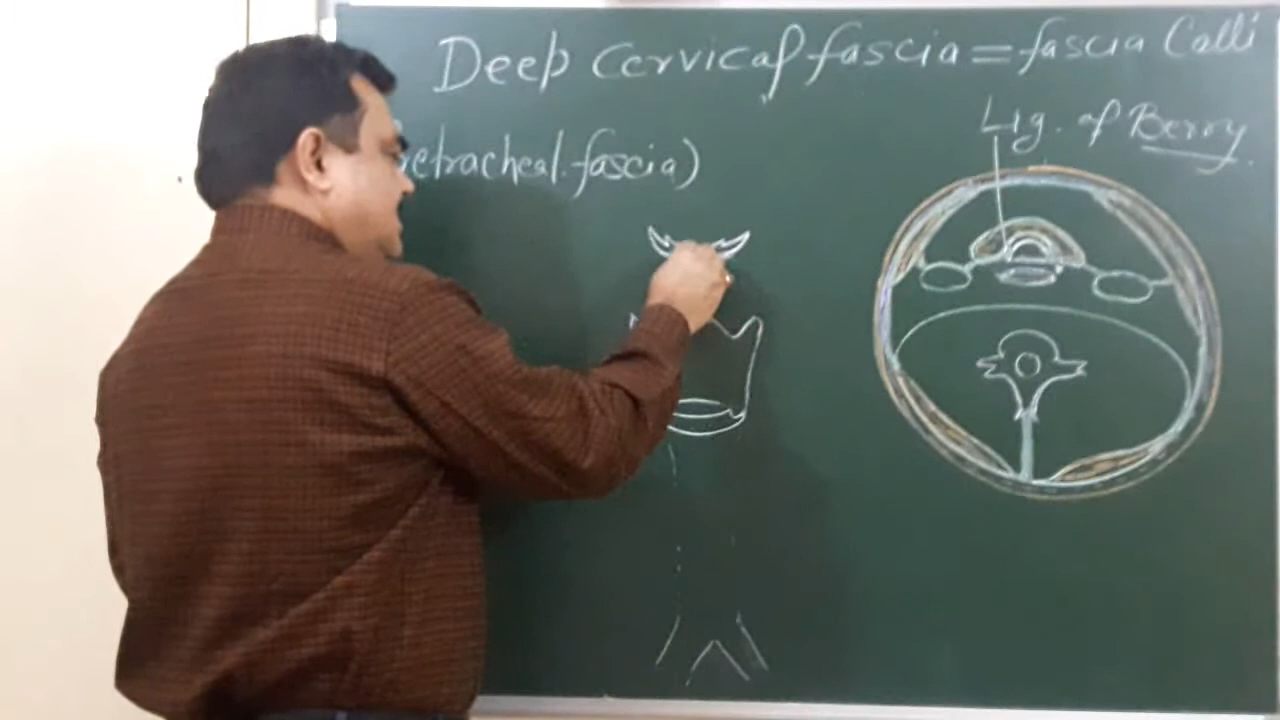 Deep Cervical fascia = fascia Colli
Lig. of Berry.
etracheal fascia)